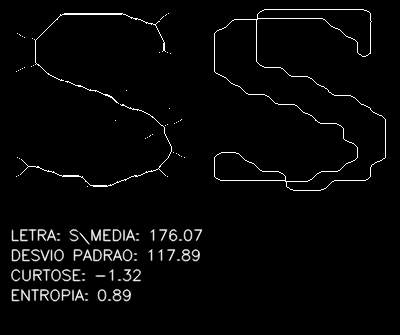 S S
LETRA: S\MEDIA: 176.07
DESVIO PADRAO: 117.89
CURTOSE: -1.32
ENTROPIA: 0.89